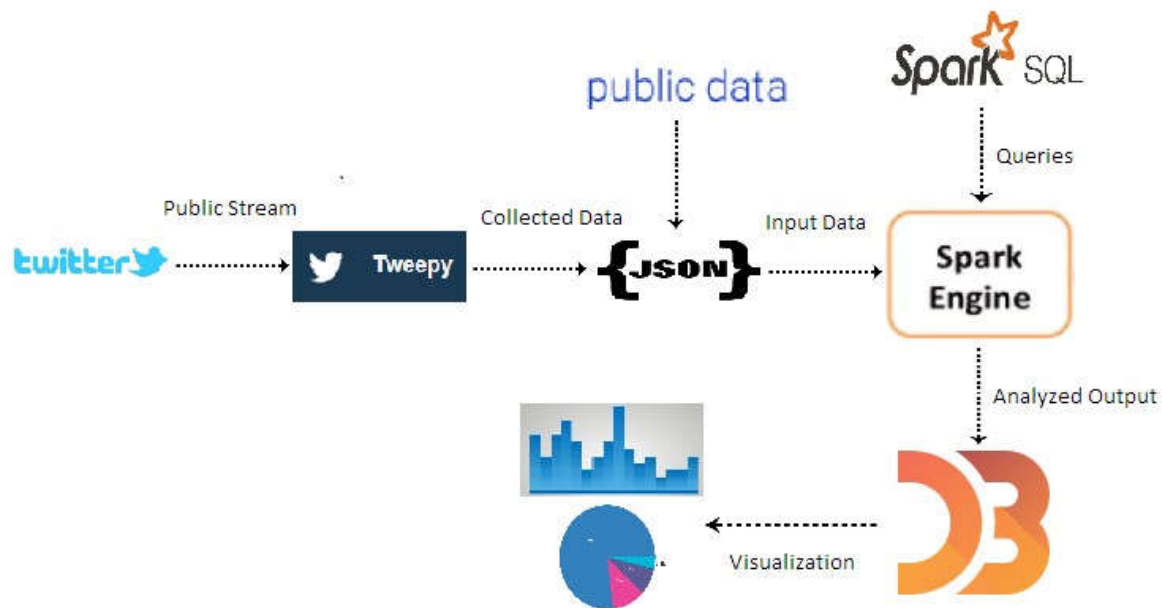 Spark SQL
public data
Queries
Public Stream
Collected Data
Input Data
twitter
Tweepy
{JSON}
Spark
Engine
Analyzed Output
D3
Visualization